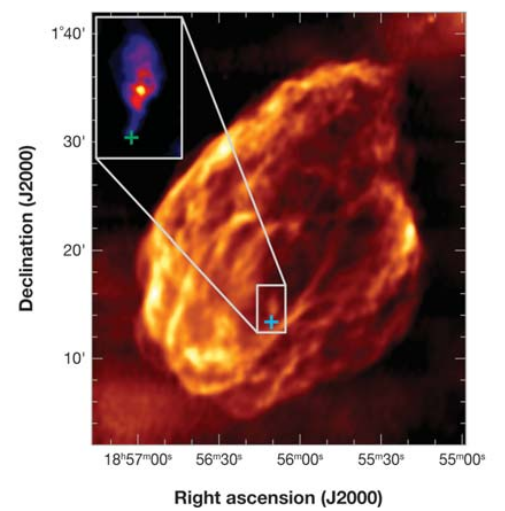 1°40'
30'
20'
10'
Declination (J2000)
18ʰ57ᵐ00ˢ 56ᵐ30ˢ 56ᵐ00ˢ 55ᵐ30ˢ 55ᵐ00ˢ
Right ascension (J2000)